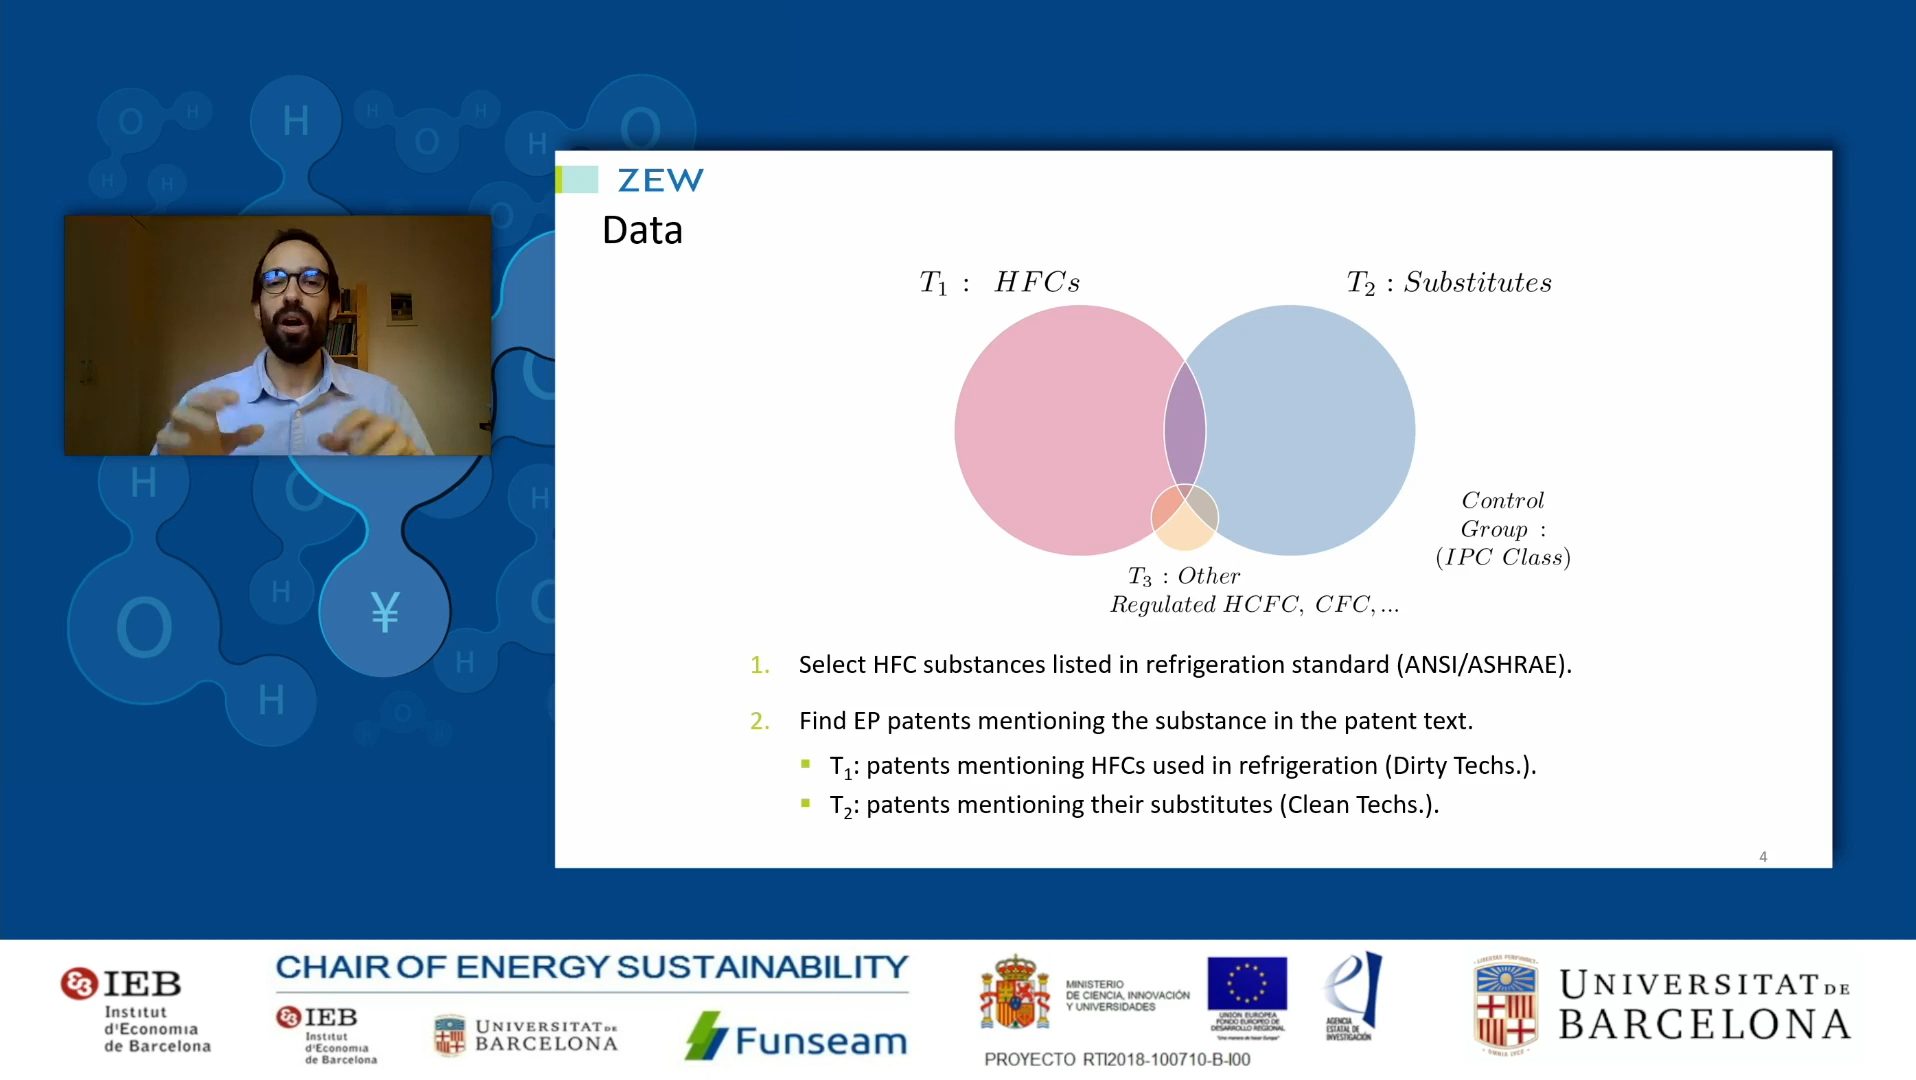 O H H H O H H O
H H O
ZEW
Data
T1 : HFCs
T2 : Substitutes
Control
Group :
(IPC Class)
T3 : Other
Regulated HCFC, CFC, ...
1. Select HFC substances listed in refrigeration standard (ANSI/ASHRAE).
2. Find EP patents mentioning the substance in the patent text.
T1: patents mentioning HFCs used in refrigeration (Dirty Techs.).
T2: patents mentioning their substitutes (Clean Techs.).
4
H O H
H ¥ O
O H
H O
IEB
Institut
d'Economia
de Barcelona
CHAIR OF ENERGY SUSTAINABILITY
IEB
Institut
d'Economia
de Barcelona
UNIVERSITAT DE
BARCELONA
Funseam
MINISTERIO
DE CIENCIA, INNOVACIÓN
Y UNIVERSIDADES
UNIÓN EUROPEA
FONDO EUROPEO DE
DESARROLLO REGIONAL
"Una manera de hacer Europa"
AGENCIA
ESTATAL DE
INVESTIGACIÓN
PROYECTO RTI2018-100710-B-I00
UNIVERSITAT DE
BARCELONA